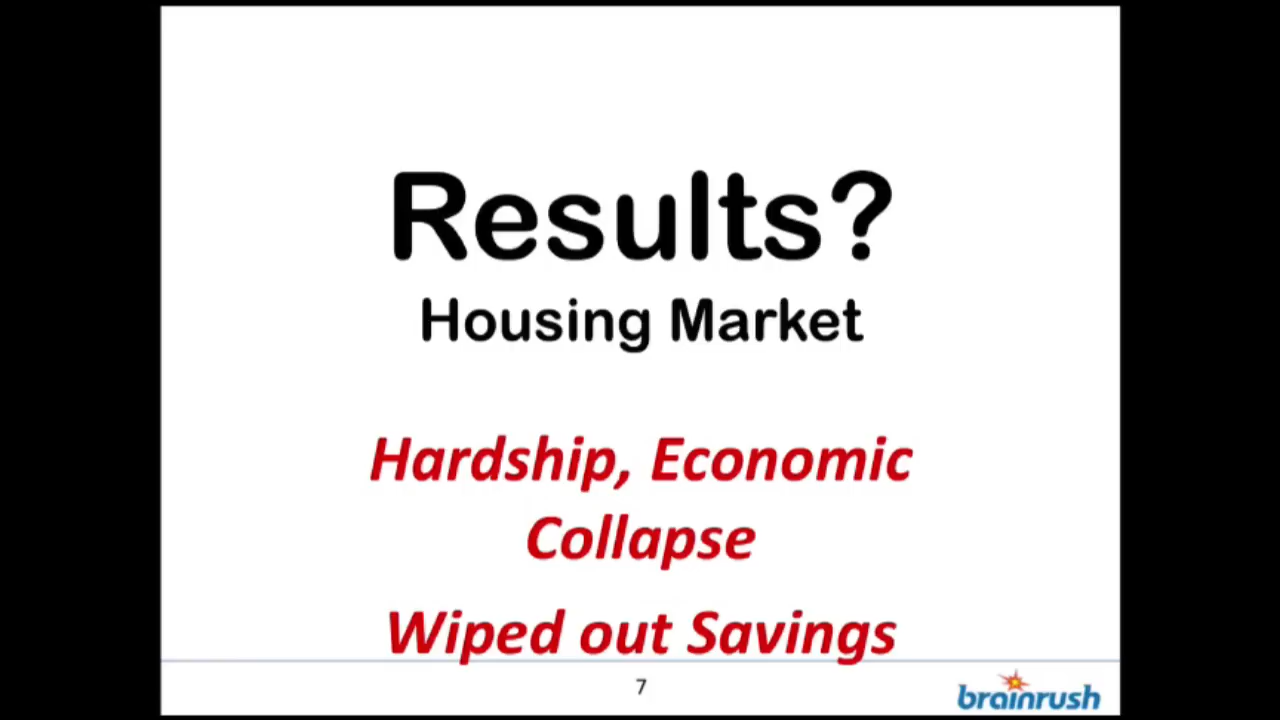 Results?
Housing Market
Hardship, Economic
Collapse
Wiped out Savings
7
brainrush